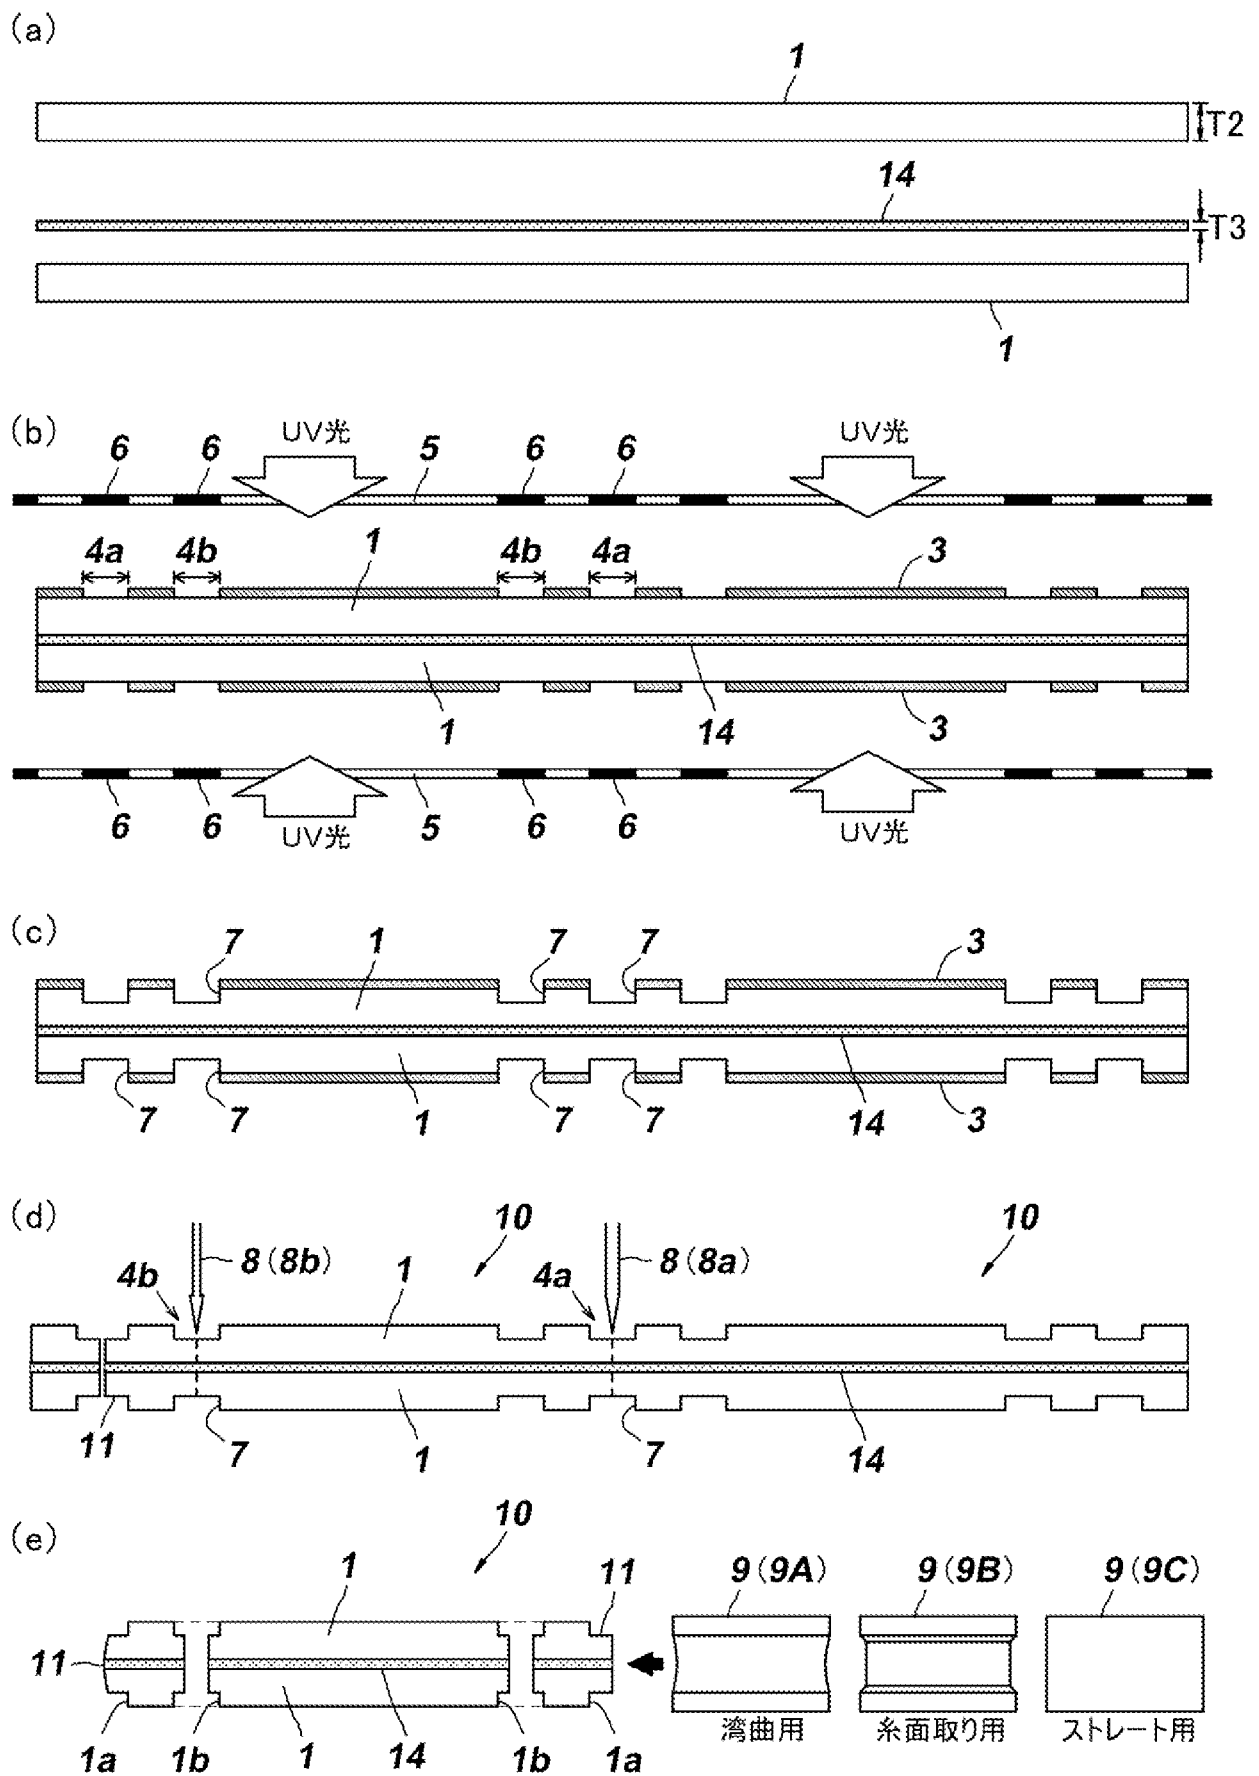 (a)
1
T2
14
T3
1
(b)
6 6 UV光 5 6 6 UV光
4a 4b 1 4b 4a 3
1 14 3
6 6 UV光 5 6 6 UV光
(c)
7 1 7 7 3
7 7 1 7 7 14 3
(d)
10 10
4b 8(8b) 1 4a 8(8a)
11 7 1 7 14
(e)
10
1 11 9(9A) 9(9B) 9(9C)
11
湾曲用 糸面取り用 ストレート用
1a 1b 1 14 1b 1a